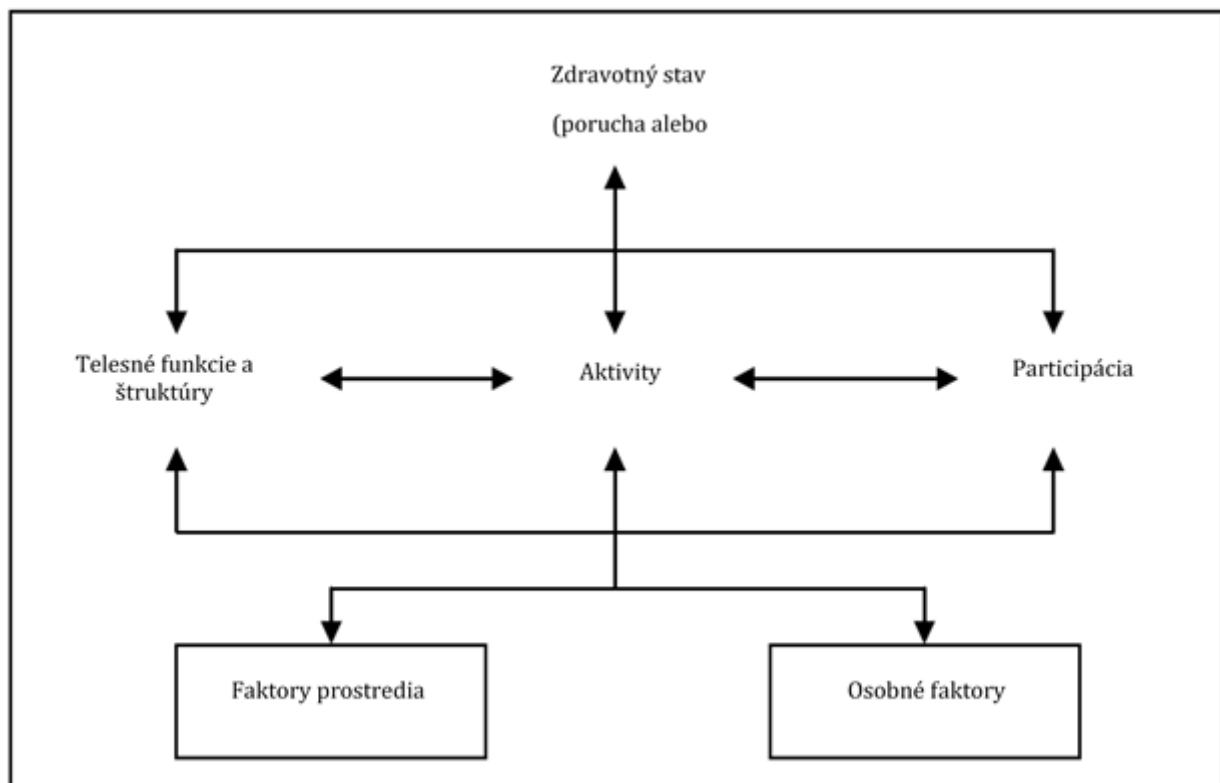 Zdravotný stav
(porucha alebo
Telesné funkcie a
štruktúry
Aktivity
Participácia
Faktory prostredia
Osobné faktory